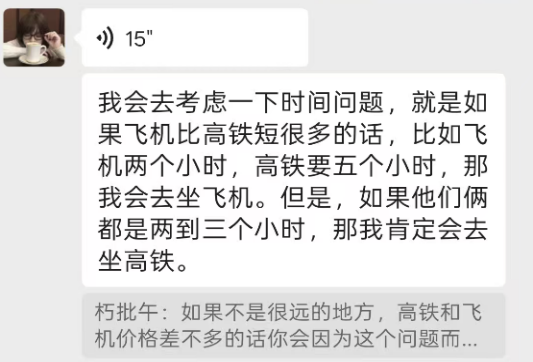 15"
我会去考虑一下时间问题，就是如
果飞机比高铁短很多的话，比如飞
机两个小时，高铁要五个小时，那
我会去坐飞机。但是，如果他们俩
都是两到三个小时，那我肯定会去
坐高铁。
朽批午：如果不是很远的地方，高铁和飞
机价格差不多的话你会因为这个问题而...